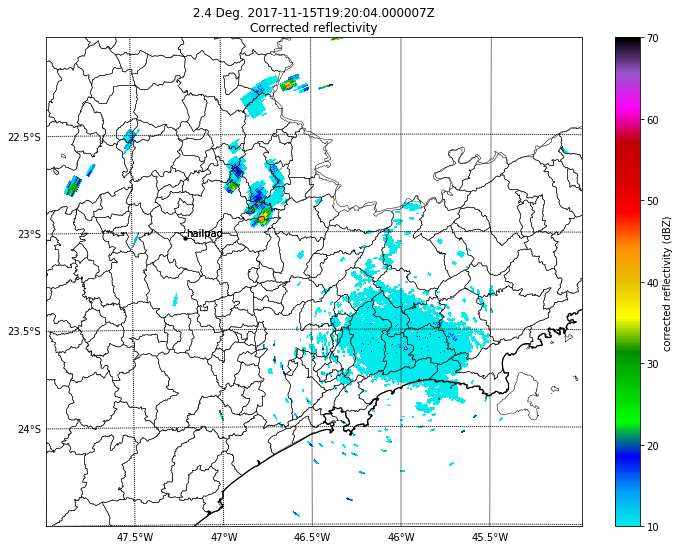 2.4 Deg. 2017-11-15T19:20:04.000007Z
Corrected reflectivity
70
60
50
40
30
20
10
corrected reflectivity (dBZ)
22.5°S
23°S
23.5°S
24°S
hailpad
47.5°W
47°W
46.5°W
46°W
45.5°W